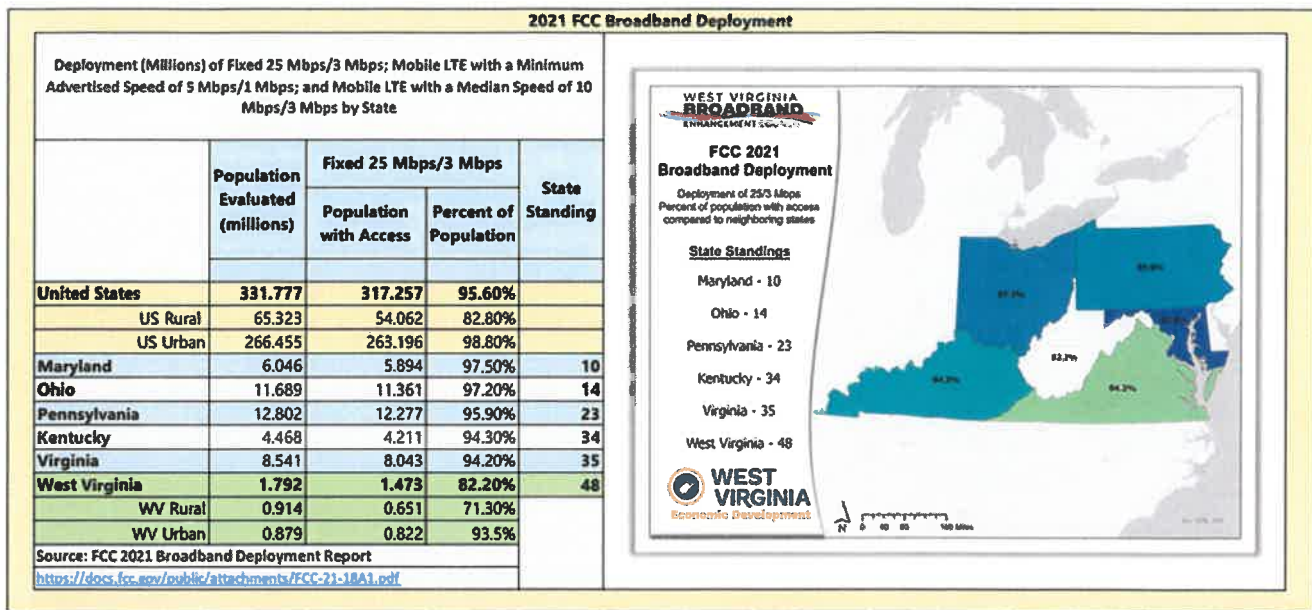 2021 FCC Broadband Deployment
Deployment (Millions) of Fixed 25 Mbps/3 Mbps; Mobile LTE with a Minimum
Advertised Speed of 5 Mbps/1 Mbps; and Mobile LTE with a Median Speed of 10
Mbps/3 Mbps by State
Population Evaluated (millions)
Fixed 25 Mbps/3 Mbps
State Standing
Population with Access
Percent of Population
United States 331.777 317.257 95.60%
US Rural 65.323 54.062 82.80%
US Urban 266.455 263.196 98.80%
Maryland 6.046 5.894 97.50% 10
Ohio 11.689 11.361 97.20% 14
Pennsylvania 12.802 12.277 95.90% 23
Kentucky 4.468 4.211 94.30% 34
Virginia 8.541 8.043 94.20% 35
West Virginia 1.792 1.473 82.20% 48
WV Rural 0.914 0.651 71.30%
WV Urban 0.879 0.822 93.5%
Source: FCC 2021 Broadband Deployment Report
https://docs.fcc.gov/public/attachments/FCC-21-18A1.pdf
WEST VIRGINIA
BROADBAND
ENHANCEMENT COUNCIL
FCC 2021
Broadband Deployment
Deployment of 25/3 Mbps
Percent of population with access
compared to neighboring states
State Standings
Maryland - 10
Ohio - 14
Pennsylvania - 23
Kentucky - 34
Virginia - 35
West Virginia - 48
WEST
VIRGINIA
Economic Development
94.2%
N
160 Miles